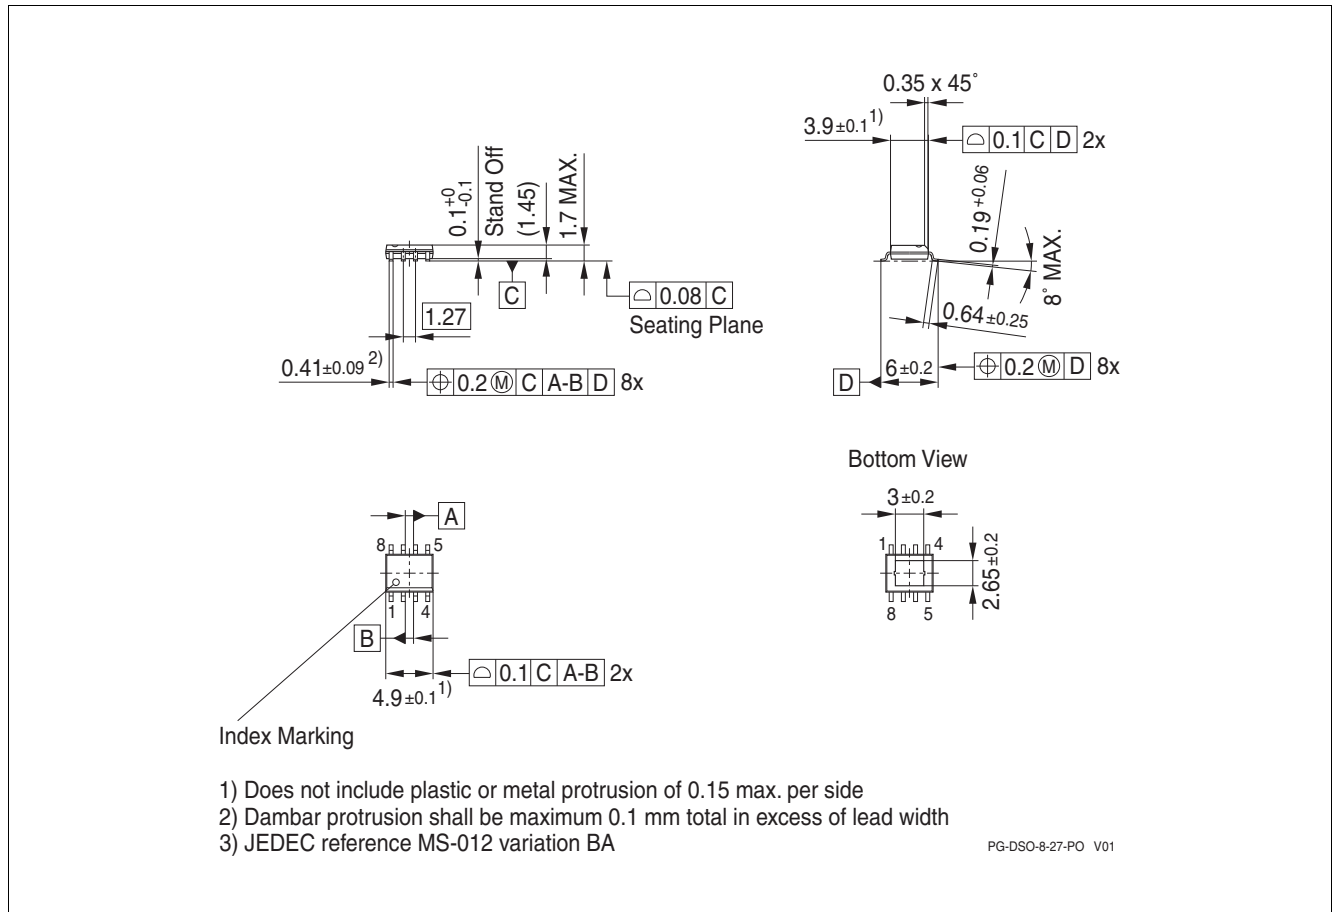 0.35 x 45°
3.9 ±0.1 1)
⌓ 0.1 C D 2x
0.1 +0 -0.1
Stand Off
(1.45)
1.7 MAX.
0.19 +0.06
8° MAX.
C
⌓ 0.08 C
Seating Plane
1.27
0.64 ±0.25
0.41±0.09 2)
⌖ 0.2 Ⓜ C A-B D 8x
D
6 ±0.2
⌖ 0.2 Ⓜ D 8x
Bottom View
3 ±0.2
A
8 5
1 4
2.65 ±0.2
1 4
8 5
B
⌓ 0.1 C A-B 2x
4.9 ±0.1 1)
Index Marking
1) Does not include plastic or metal protrusion of 0.15 max. per side
2) Dambar protrusion shall be maximum 0.1 mm total in excess of lead width
3) JEDEC reference MS-012 variation BA
PG-DSO-8-27-PO V01